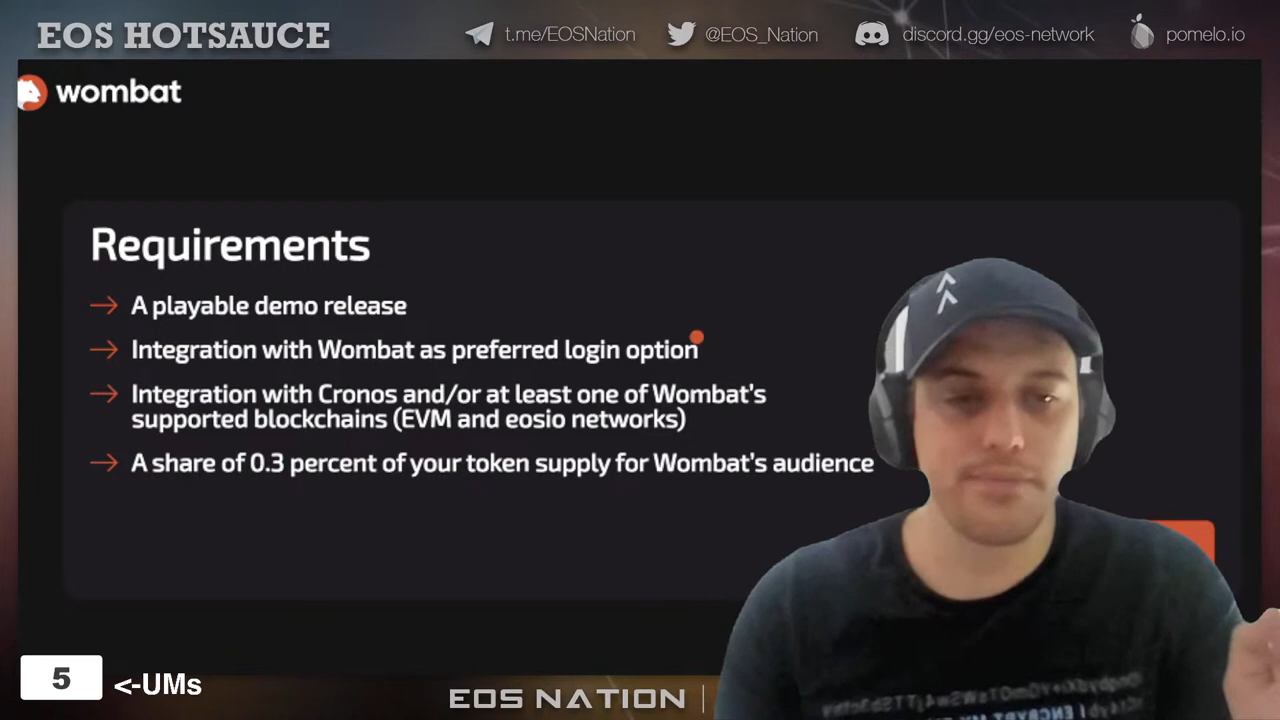 EOS HOTSAUCE
t.me/EOSNation
@EOS_Nation
discord.gg/eos-network
pomelo.io
wombat
Requirements
→ A playable demo release
→ Integration with Wombat as preferred login option
→ Integration with Cronos and/or at least one of Wombat's
supported blockchains (EVM and eosio networks)
→ A share of 0.3 percent of your token supply for Wombat's audience
5 <-UMs
EOS NATION |